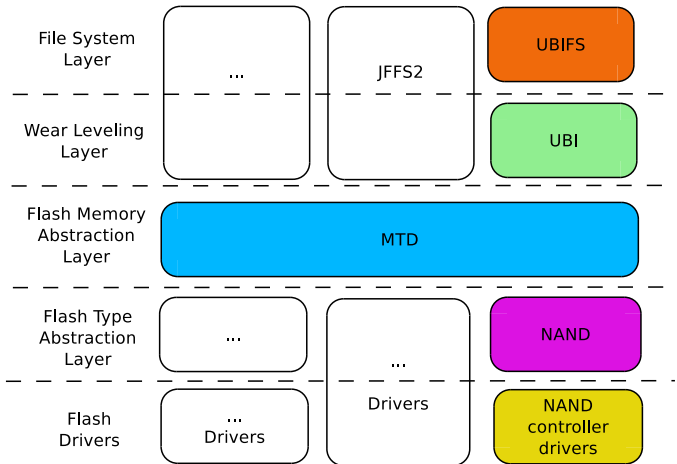 File System
Layer
...
JFFS2
UBIFS
Wear Leveling
Layer
UBI
Flash Memory
Abstraction
Layer
MTD
Flash Type
Abstraction
Layer
...
...
Drivers
NAND
Flash
Drivers
...
Drivers
NAND
controller
drivers